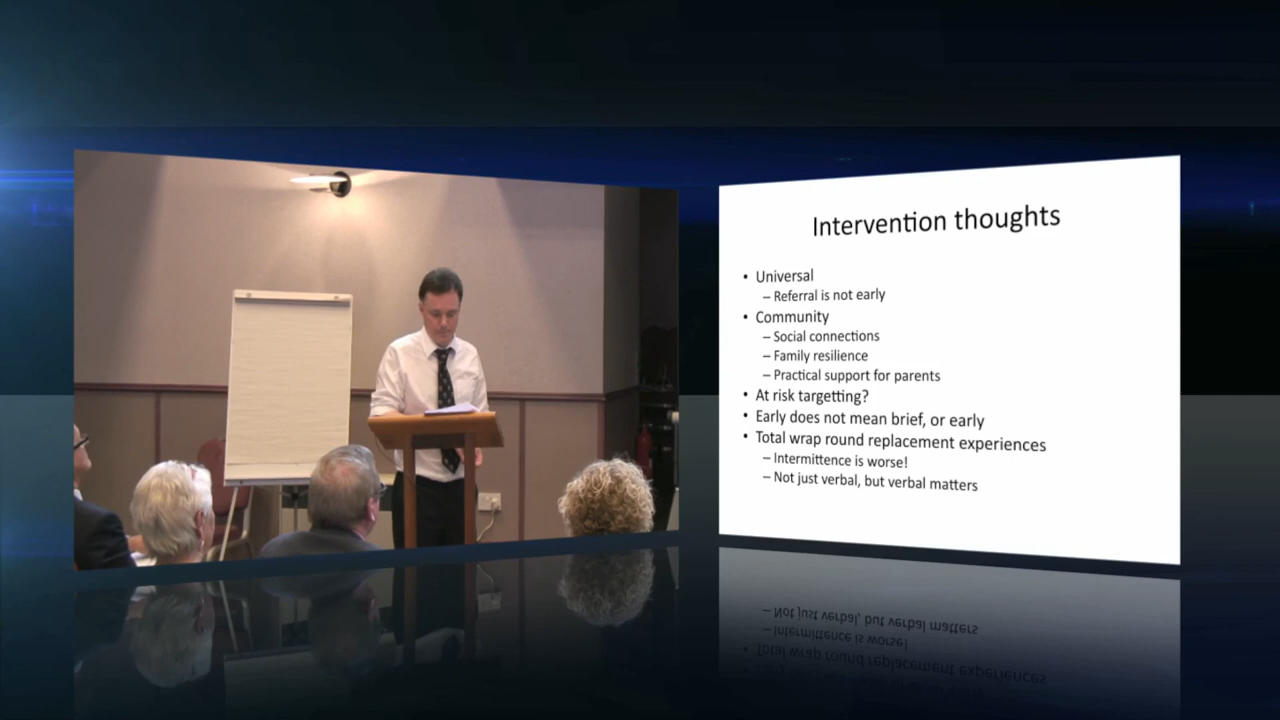 Intervention thoughts
• Universal
– Referral is not early
• Community
– Social connections
– Family resilience
– Practical support for parents
• At risk targetting?
• Early does not mean brief, or early
• Total wrap round replacement experiences
– Intermittence is worse!
– Not just verbal, but verbal matters